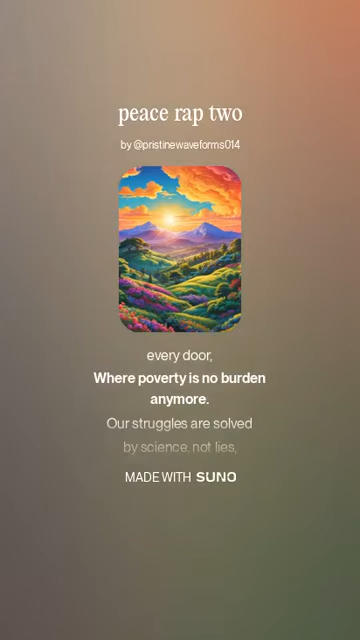 peace rap two
by @pristinewaveforms014
every door,
Where poverty is no burden
anymore.
Our struggles are solved
by science, not lies,
MADE WITH SUNO